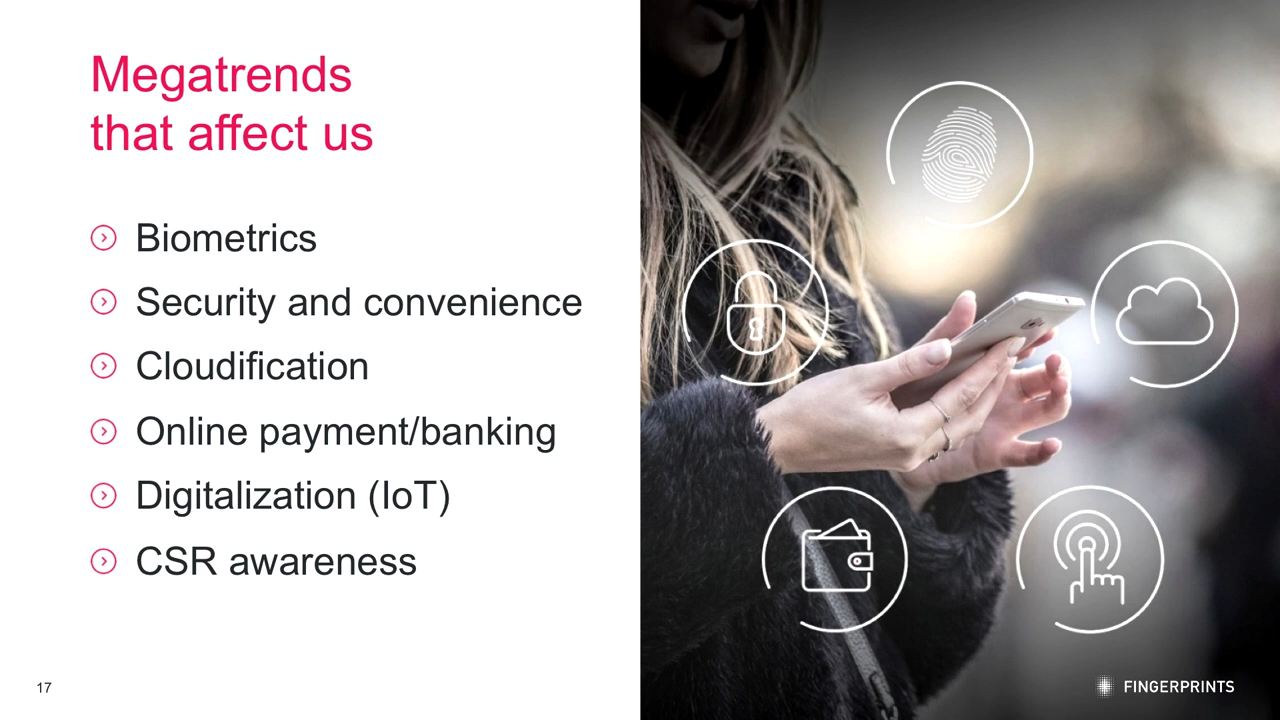 Megatrends
that affect us
Biometrics
Security and convenience
Cloudification
Online payment/banking
Digitalization (IoT)
CSR awareness
17
FINGERPRINTS